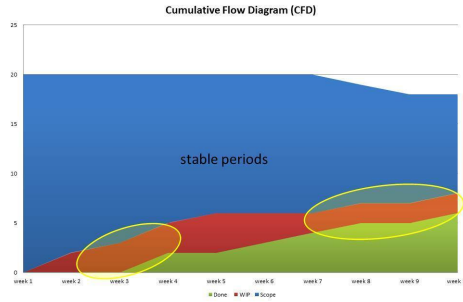 Cumulative Flow Diagram (CFD)
25
20
15
10
5
0
stable periods
week 1 week 2 week 3 week 4 week 5 week 6 week 7 week 8 week 9 week
Done WIP Scope